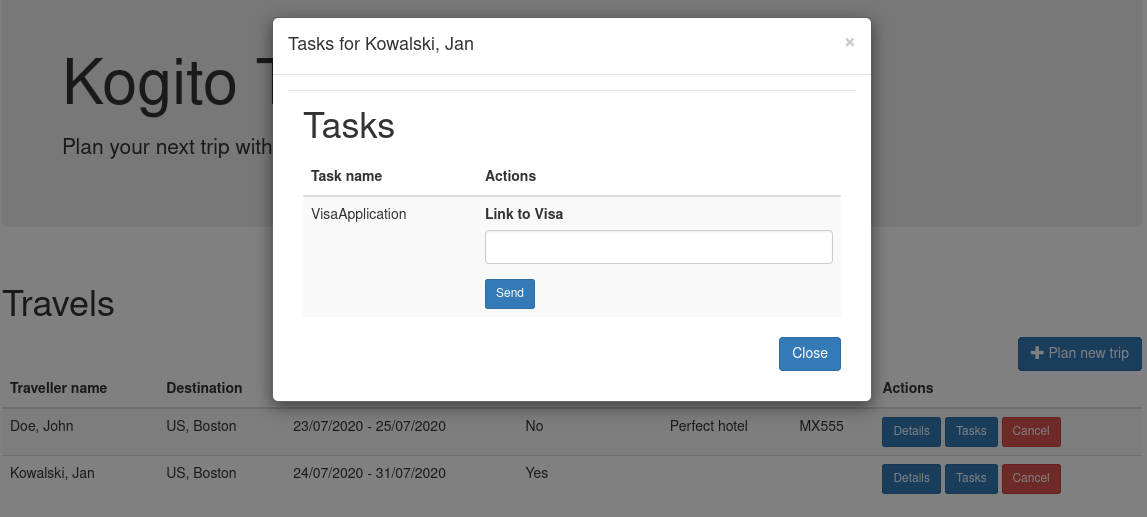 Tasks for Kowalski, Jan ×
Kogito
Plan your next trip with
Tasks
Task name Actions
VisaApplication Link to Visa
Send
Close
Travels
Plan new trip
Traveller name Destination Actions
Doe, John US, Boston 23/07/2020 - 25/07/2020 No Perfect hotel MX555 Details Tasks Cancel
Kowalski, Jan US, Boston 24/07/2020 - 31/07/2020 Yes Details Tasks Cancel